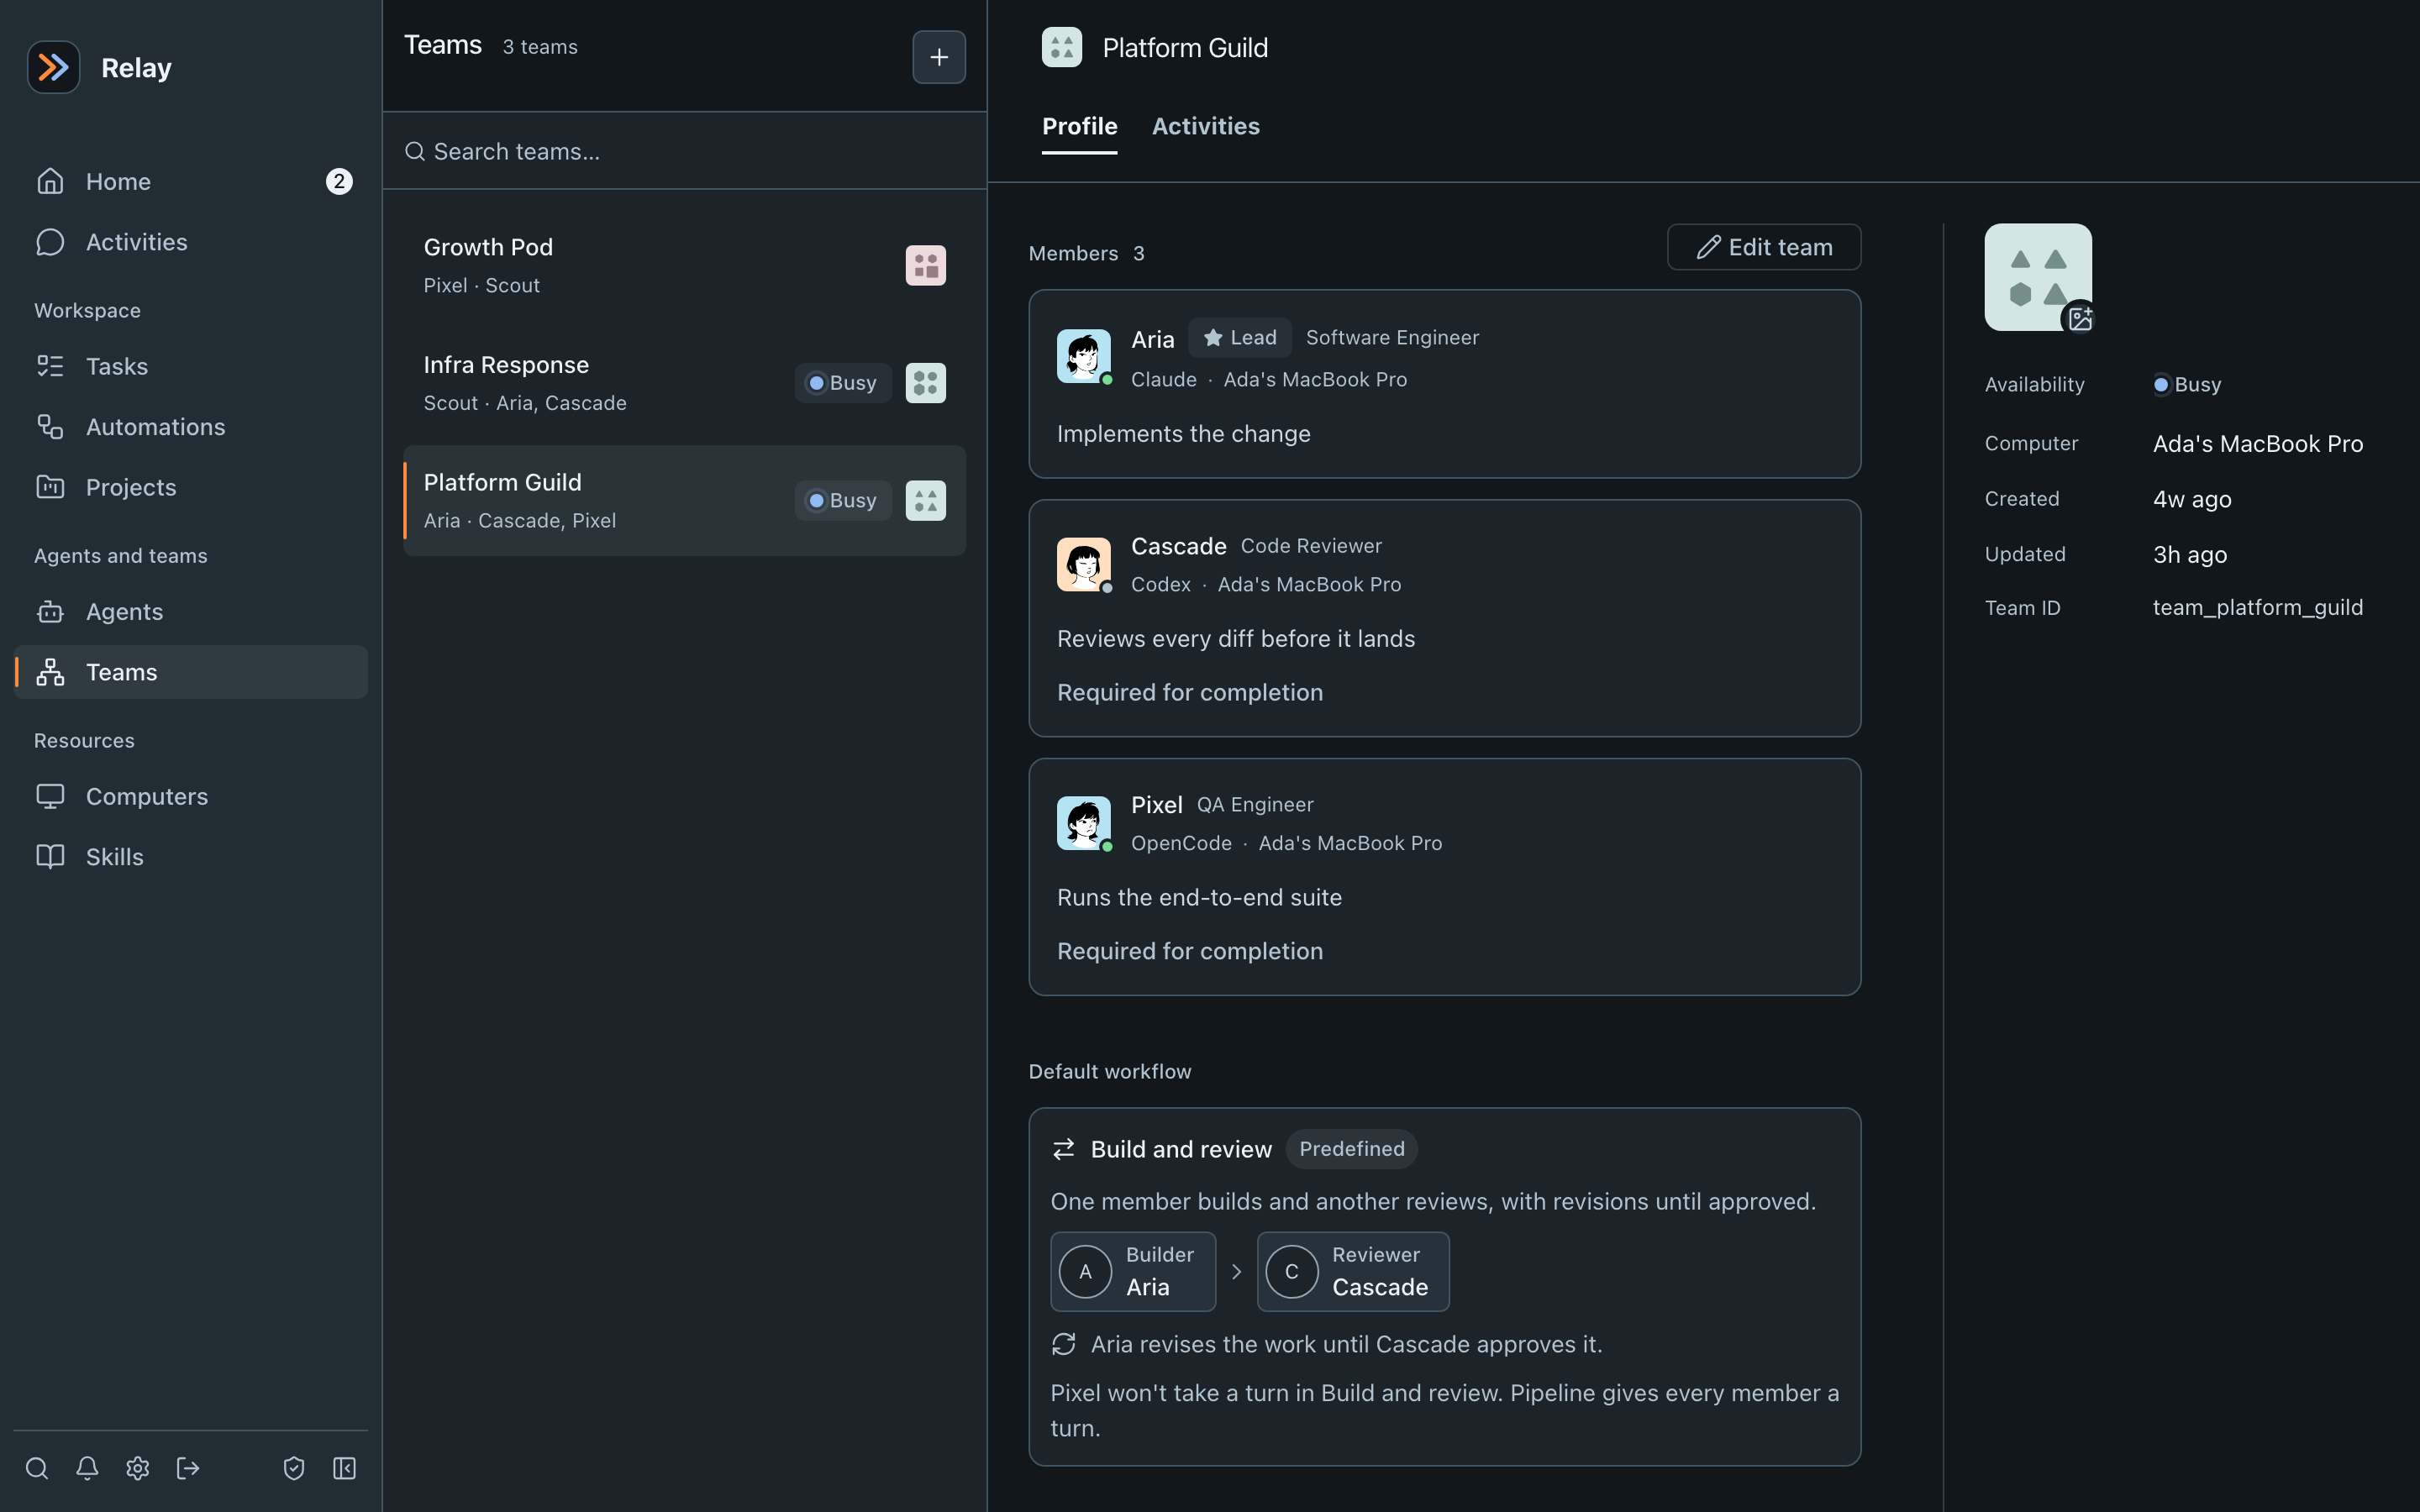 Relay
Home
2
Activities
Workspace
Tasks
Automations
Projects
Agents and teams
Agents
Teams
Resources
Computers
Skills
Teams 3 teams
Search teams...
Growth Pod
Pixel · Scout
Infra Response
Scout · Aria, Cascade
Busy
Platform Guild
Aria · Cascade, Pixel
Busy
Platform Guild
Profile Activities
Members 3
Edit team
Aria Lead Software Engineer
Claude · Ada's MacBook Pro
Implements the change
Cascade Code Reviewer
Codex · Ada's MacBook Pro
Reviews every diff before it lands
Required for completion
Pixel QA Engineer
OpenCode · Ada's MacBook Pro
Runs the end-to-end suite
Required for completion
Default workflow
Build and review Predefined
One member builds and another reviews, with revisions until approved.
A
Builder
Aria
C
Reviewer
Cascade
Aria revises the work until Cascade approves it.
Pixel won't take a turn in Build and review. Pipeline gives every member a
turn.
Availability Busy
Computer Ada's MacBook Pro
Created 4w ago
Updated 3h ago
Team ID team_platform_guild